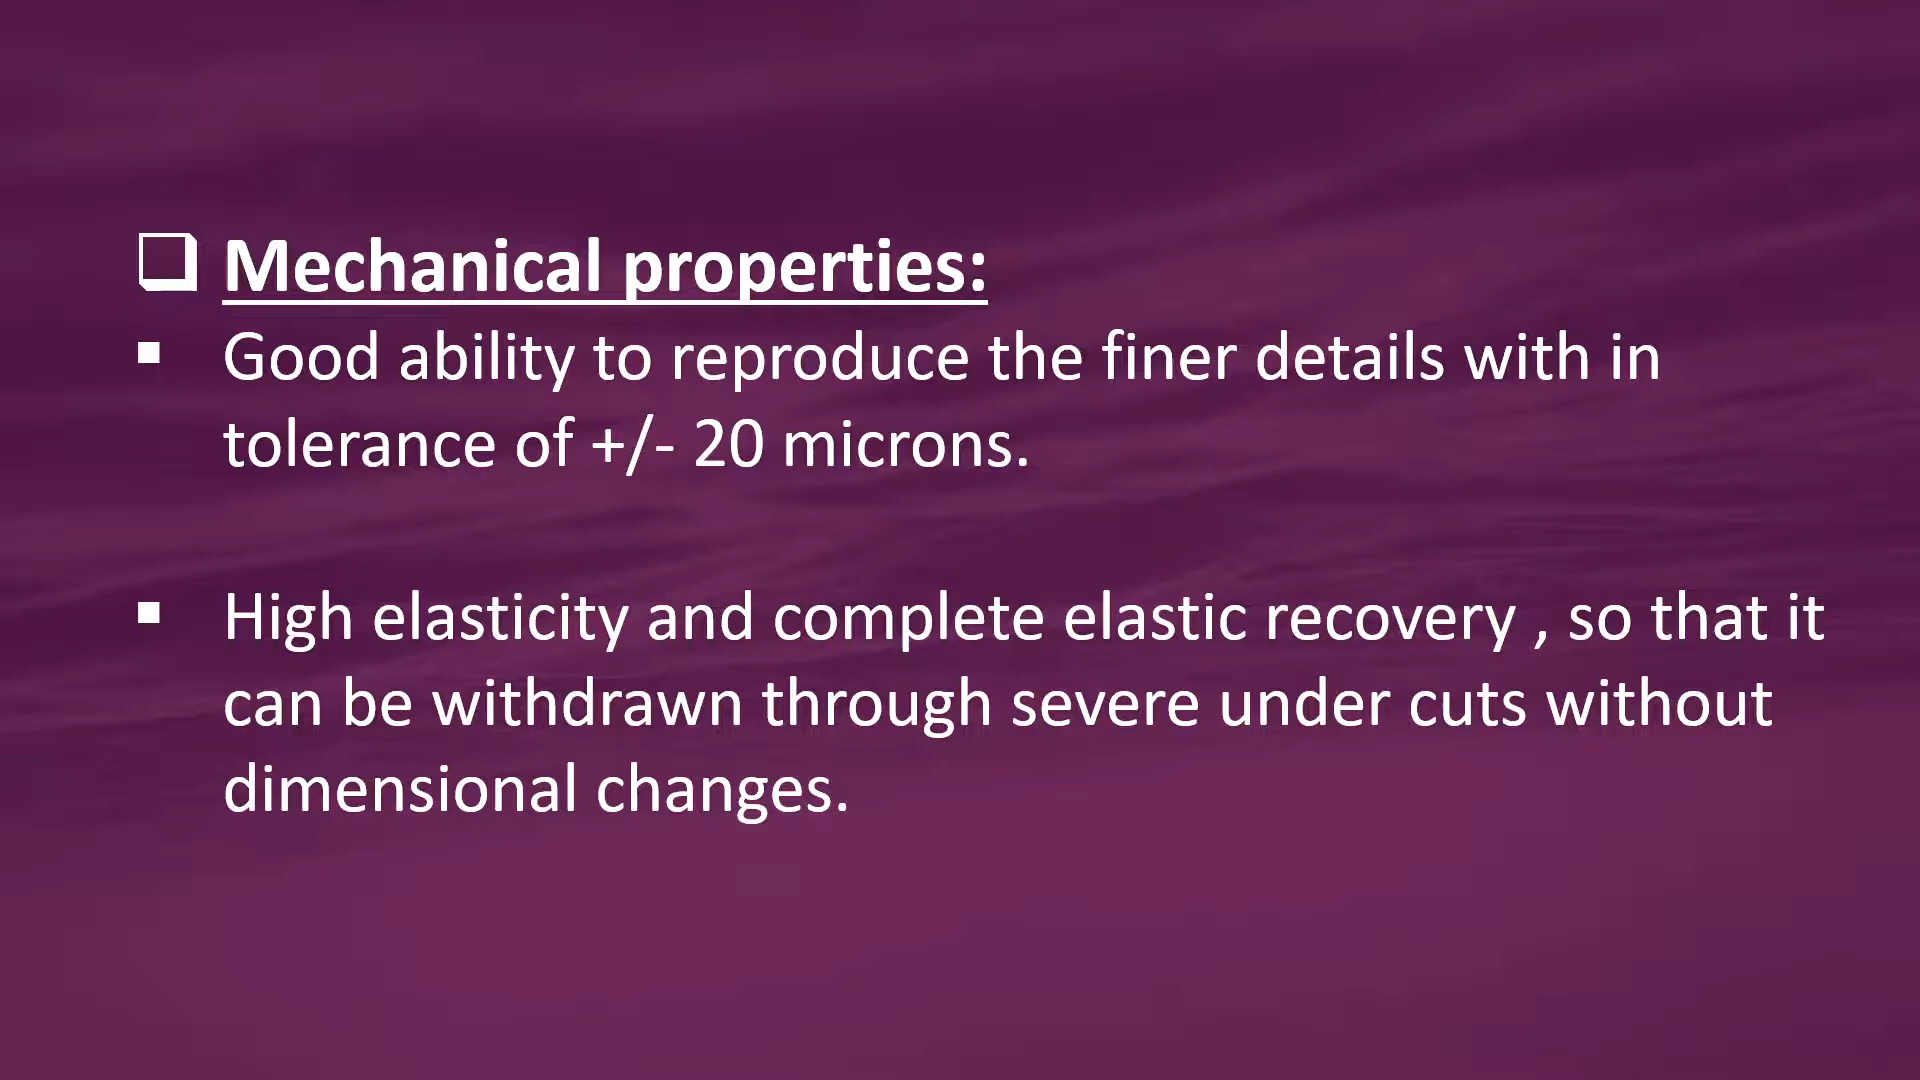 ❑ Mechanical properties:
▪ Good ability to reproduce the finer details with in
tolerance of +/- 20 microns.
▪ High elasticity and complete elastic recovery , so that it
can be withdrawn through severe under cuts without
dimensional changes.